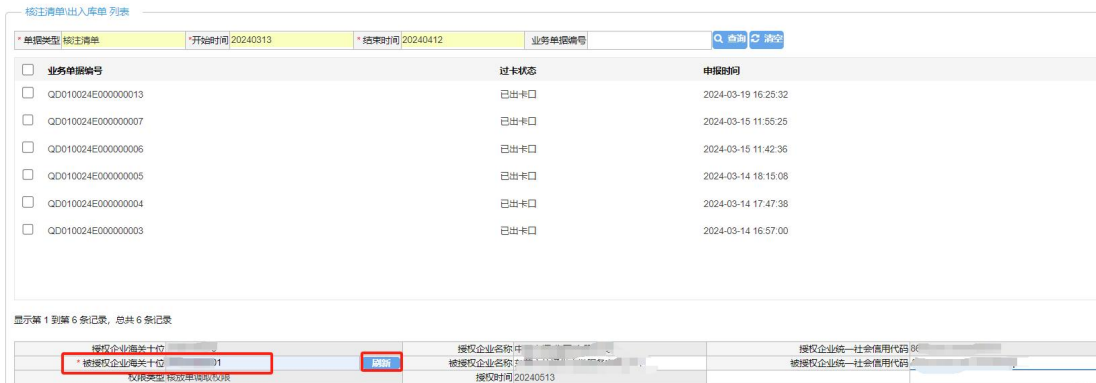 核注清单\出入库单 列表
* 单据类型 核注清单 *开始时间 20240313 * 结束时间 20240412 业务单据编号 查询 清空
业务单据编号 过卡状态 申报时间
QD010024E000000013 已出卡口 2024-03-19 16:25:32
QD010024E000000007 已出卡口 2024-03-15 11:55:25
QD010024E000000006 已出卡口 2024-03-15 11:42:36
QD010024E000000005 已出卡口 2024-03-14 18:15:08
QD010024E000000004 已出卡口 2024-03-14 17:47:38
QD010024E000000003 已出卡口 2024-03-14 16:57:00
显示第 1 到第 6 条记录，总共 6 条记录
授权企业海关十位 授权企业名称 中 授权企业统一社会信用代码
* 被授权企业海关十位 01 刷新 被授权企业名称 被授权企业统一社会信用代码
权限类型 核放单调取权限 授权时间 20240513